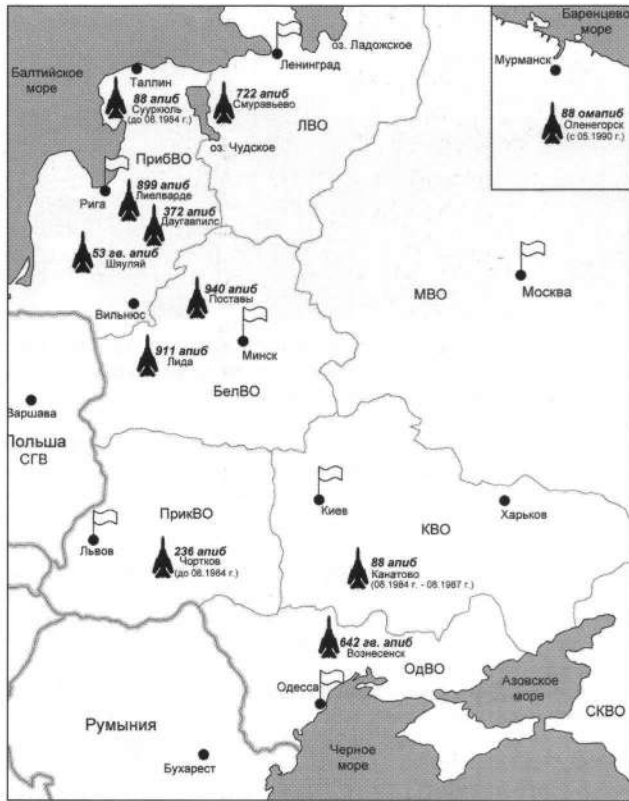 Баренцево
море
Мурманск
88 омапиб
Оленегорск
(с 05.1990 г.)
оз. Ладожское
Ленинград
Балтийское
море
Таллин
88 апиб
Сууркюль
(до 08.1984 г.)
722 апиб
Смуравьево
ЛВО
оз. Чудское
ПрибВО
Рига
899 апиб
Лиелварде
372 апиб
Даугавпилс
53 гв. апиб
Шяуляй
МВО
Москва
940 апиб
Поставы
Вильнюс
Минск
911 апиб
Лида
БелВО
Варшава
Польша
СГВ
Киев
Харьков
ПрикВО
КВО
Львов
236 апиб
Чортков
(до 08.1984 г.)
88 апиб
Канатово
(08.1984 г. - 08.1987 г.)
642 гв. апиб
Вознесенск
ОдВО
Одесса
Азовское
море
СКВО
Румыния
Бухарест
Черное
море